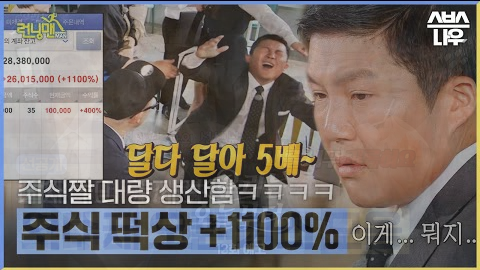 런닝맨
스브스
나우
28,380,000
+26,015,000 (+1100%)
35
100,000
+400%
달다 달아 5배~
주식짤 대량 생산함ㅋㅋㅋㅋ
주식 떡상 +1100%
이게... 뭐지..